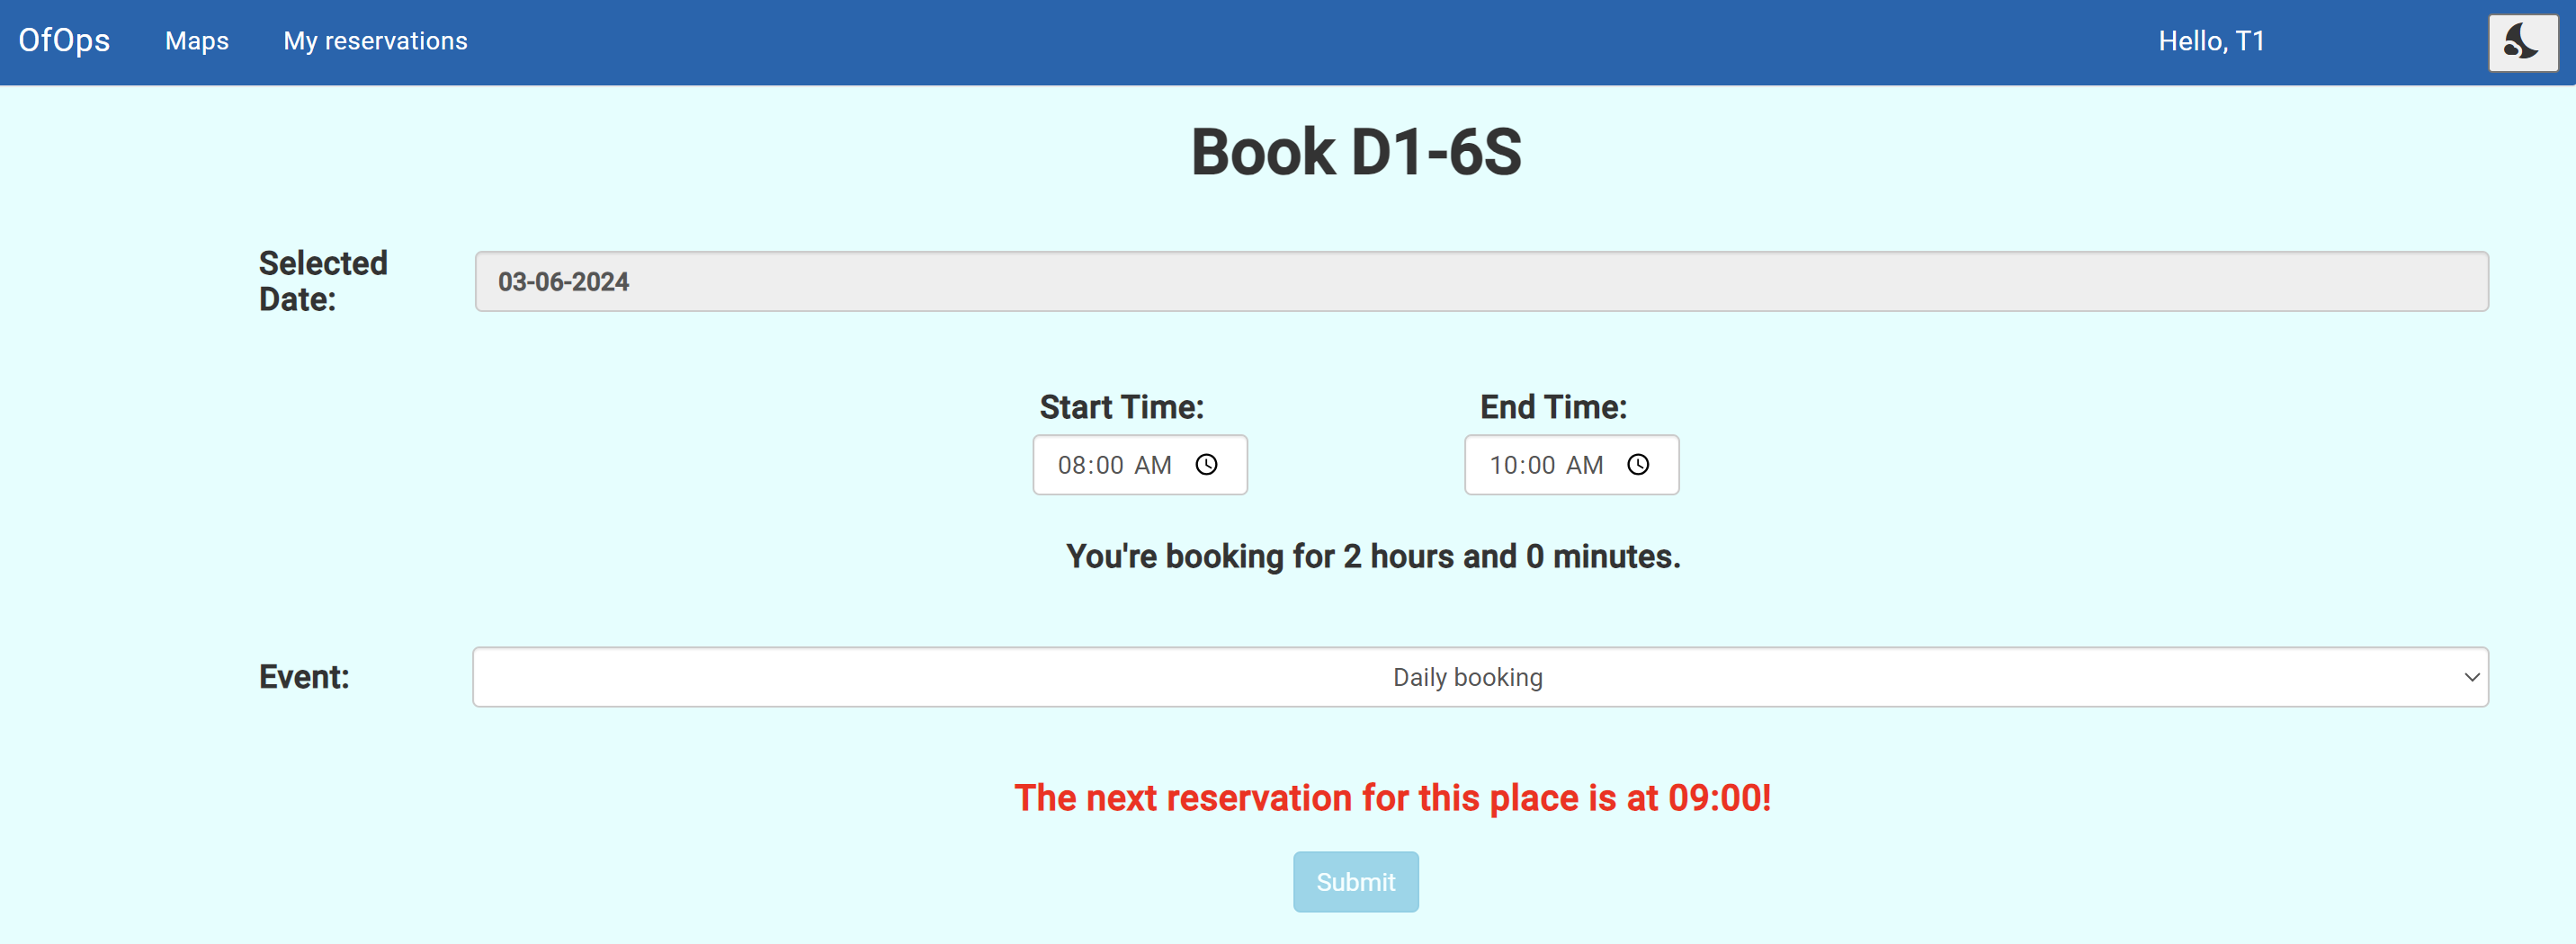 OfOps Maps My reservations Hello, T1
Book D1-6S
Selected
Date:
03-06-2024
Start Time: End Time:
08:00 AM 10:00 AM
You're booking for 2 hours and 0 minutes.
Event: Daily booking
The next reservation for this place is at 09:00!
Submit